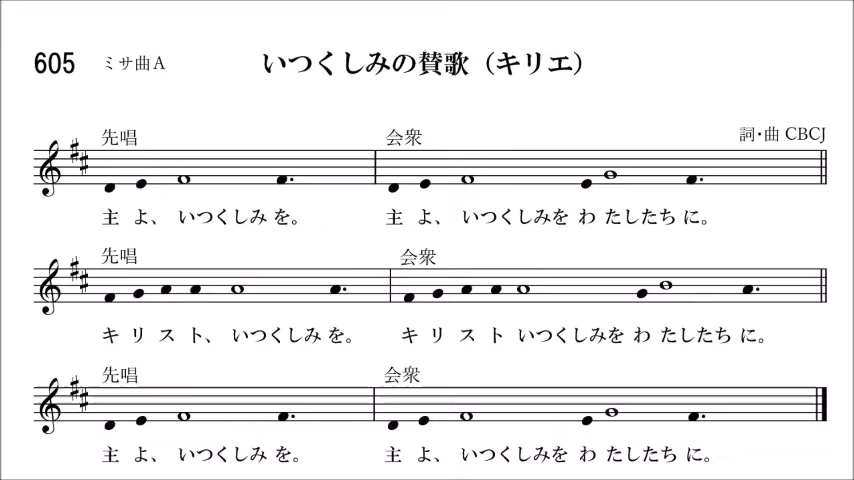 605 ミサ曲A いつくしみの賛歌（キリエ）
先唱 会衆 詞・曲 CBCJ
主 よ、 いつくしみ を。 主 よ、 いつくしみを わ たしたち に。
先唱 会衆
キ リ ス ト、 いつくしみ を。 キ リ ス ト いつくしみを わ たしたち に。
先唱 会衆
主 よ、 いつくしみ を。 主 よ、 いつくしみを わ たしたち に。